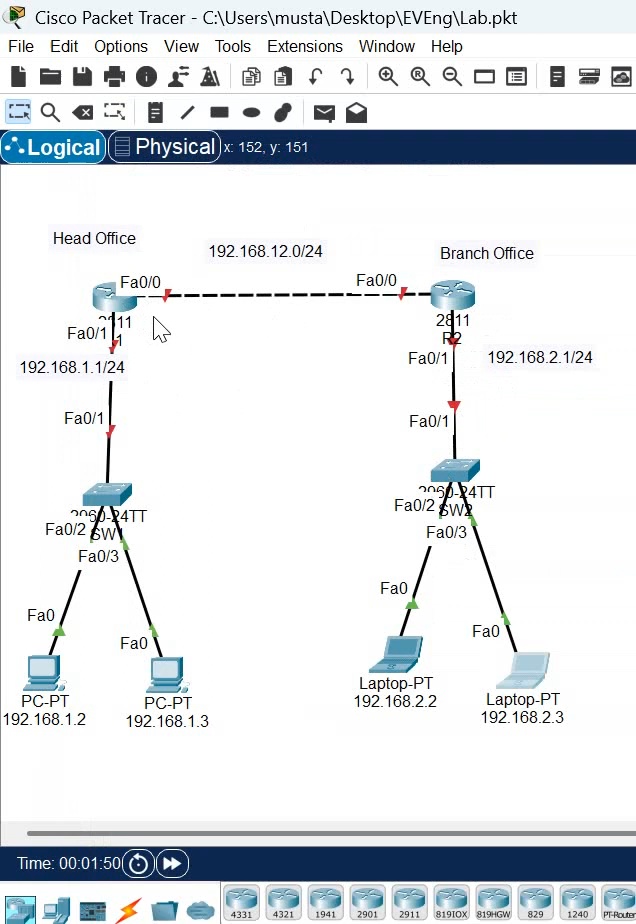 Cisco Packet Tracer - C:\Users\musta\Desktop\EVEng\Lab.pkt
File Edit Options View Tools Extensions Window Help
Logical Physical x: 152, y: 151
Head Office
192.168.12.0/24
Branch Office
Fa0/0
Fa0/0
2811
R2
Fa0/1
192.168.1.1/24
Fa0/1
192.168.2.1/24
Fa0/1
Fa0/1
2960-24TT
SW1
2960-24TT
SW2
Fa0/2
Fa0/3
Fa0/2
Fa0/3
Fa0
Fa0
Fa0
Fa0
PC-PT
192.168.1.2
PC-PT
192.168.1.3
Laptop-PT
192.168.2.2
Laptop-PT
192.168.2.3
Time: 00:01:50
4331 4321 1941 2901 2911 819IOX 819HGW 829 1240 PT-Router